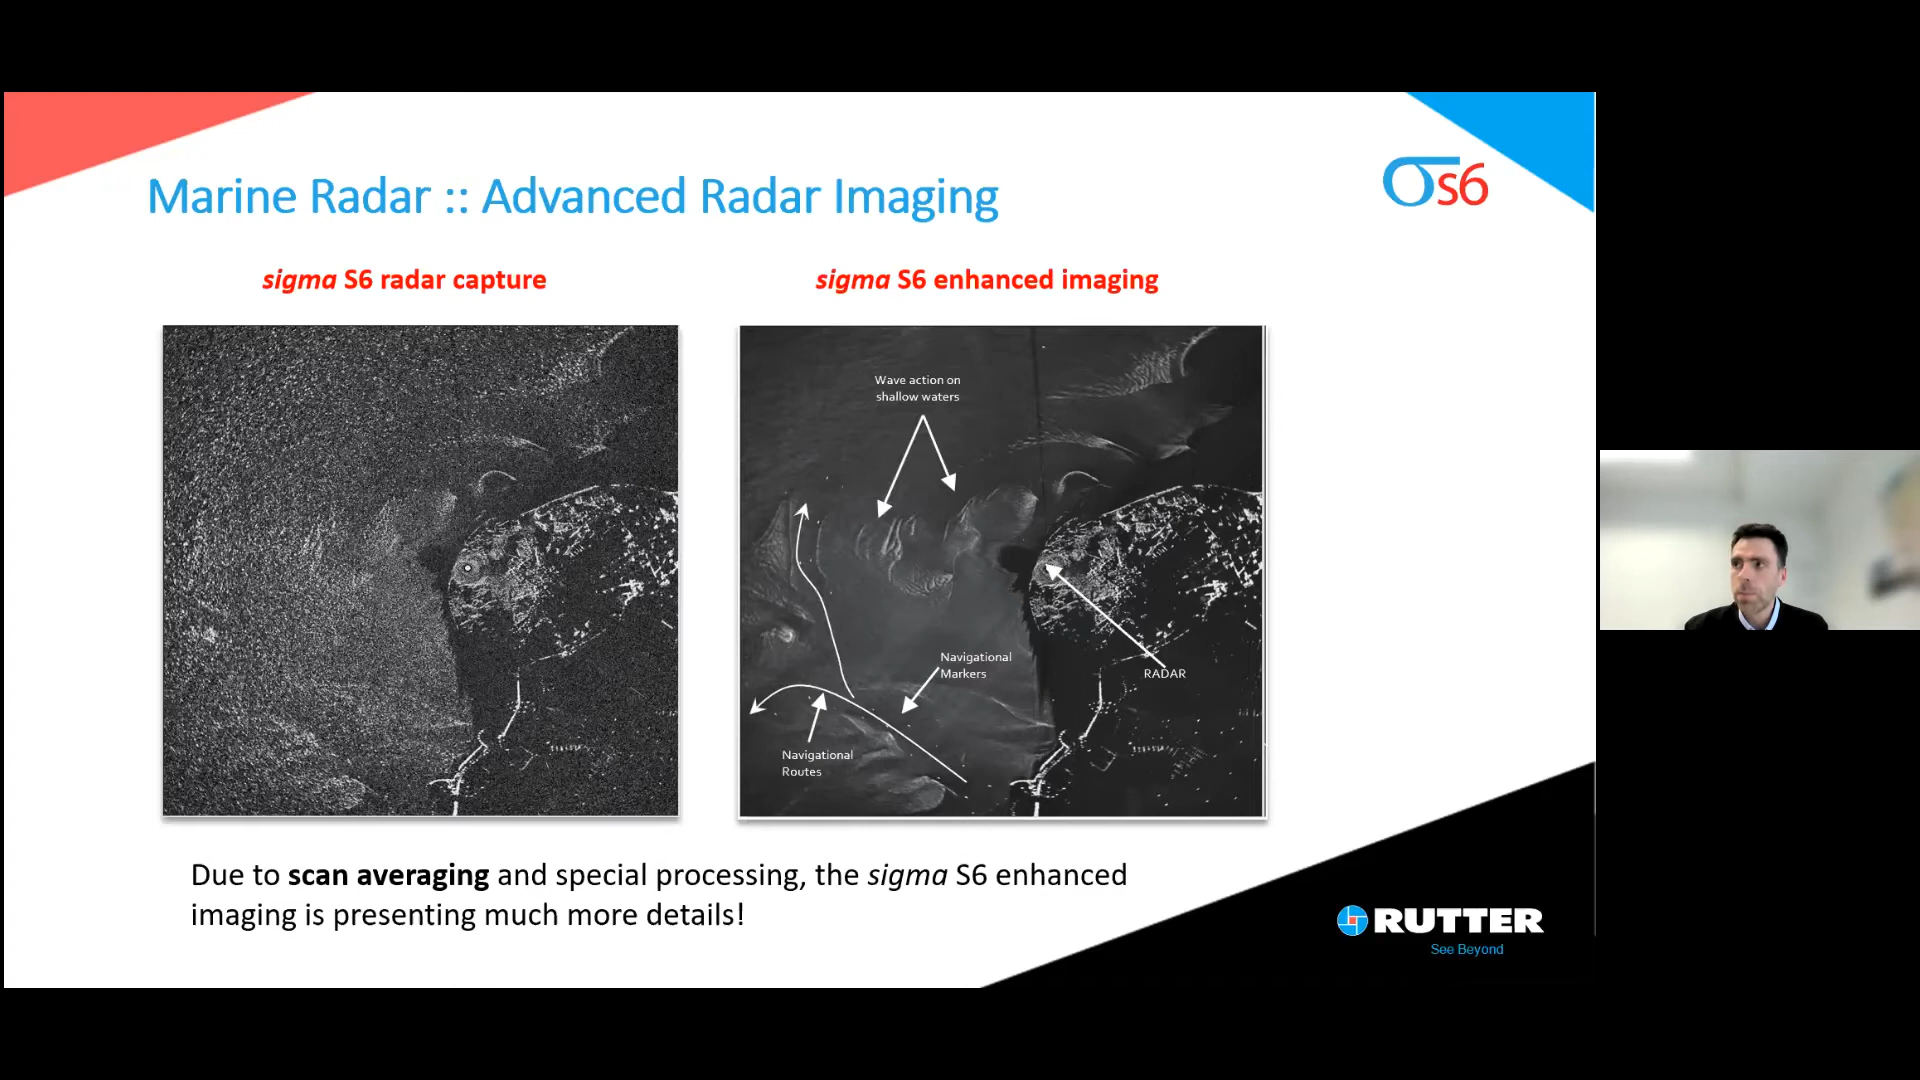 Marine Radar :: Advanced Radar Imaging
σs6
sigma S6 radar capture
sigma S6 enhanced imaging
Wave action on
shallow waters
Navigational
Markers
RADAR
Navigational
Routes
Due to scan averaging and special processing, the sigma S6 enhanced
imaging is presenting much more details!
RUTTER
See Beyond